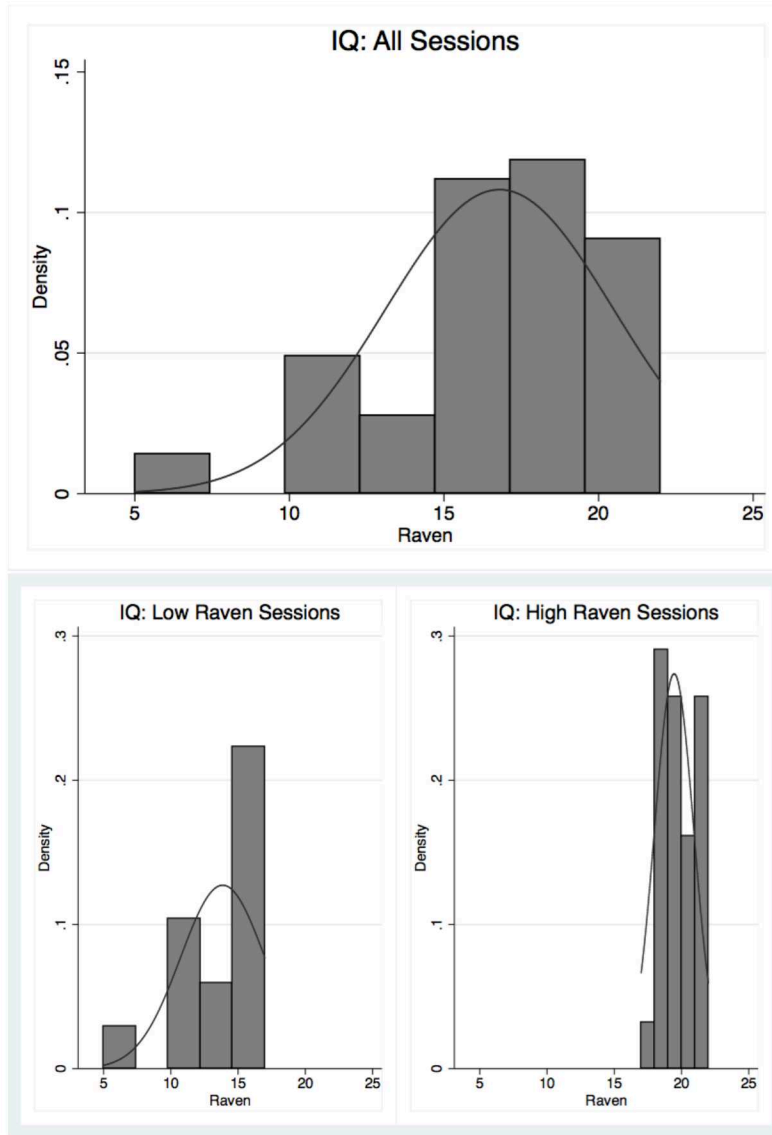 IQ: All Sessions
.15
.1
.05
0
Density
5 10 15 20 25
Raven
IQ: Low Raven Sessions
.3
.2
.1
0
Density
5 10 15 20 25
Raven
IQ: High Raven Sessions
.3
.2
.1
0
Density
5 10 15 20 25
Raven